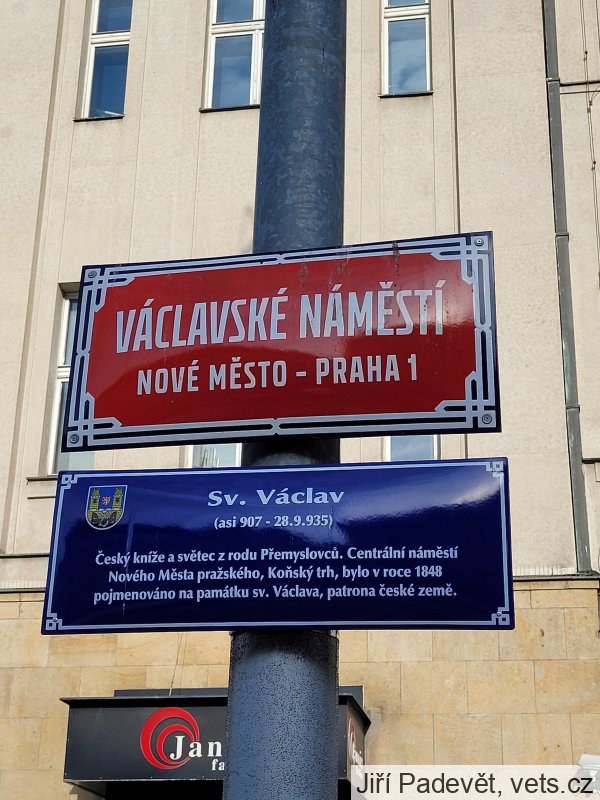 VÁCLAVSKÉ NÁMĚSTÍ
NOVÉ MĚSTO - PRAHA 1
Sv. Václav
(asi 907 - 28.9.935)
Český kníže a světec z rodu Přemyslovců. Centrální náměstí
Nového Města pražského, Koňský trh, bylo v roce 1848
pojmenováno na památku sv. Václava, patrona české země.
Jan
fa
Jiří Padevět, vets.cz